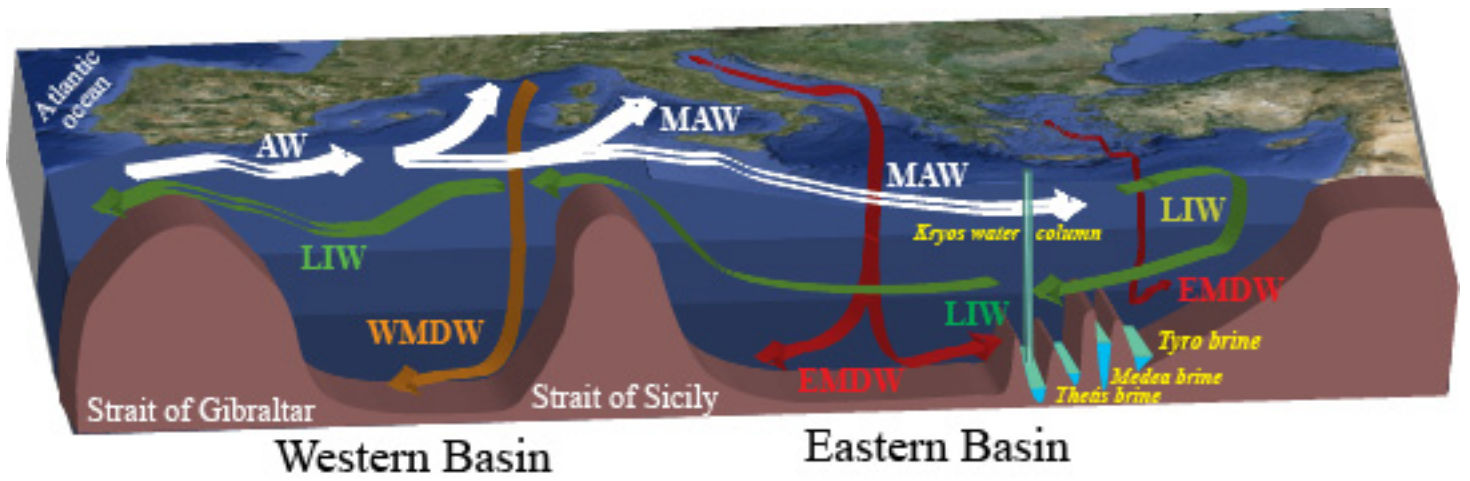 Atlantic
ocean
AW
MAW
MAW
LIW
Kryos water column
LIW
LIW
EMDW
WMDW
EMDW
Tyro brine
Medea brine
Thetis brine
Strait of Gibraltar
Strait of Sicily
Western Basin
Eastern Basin